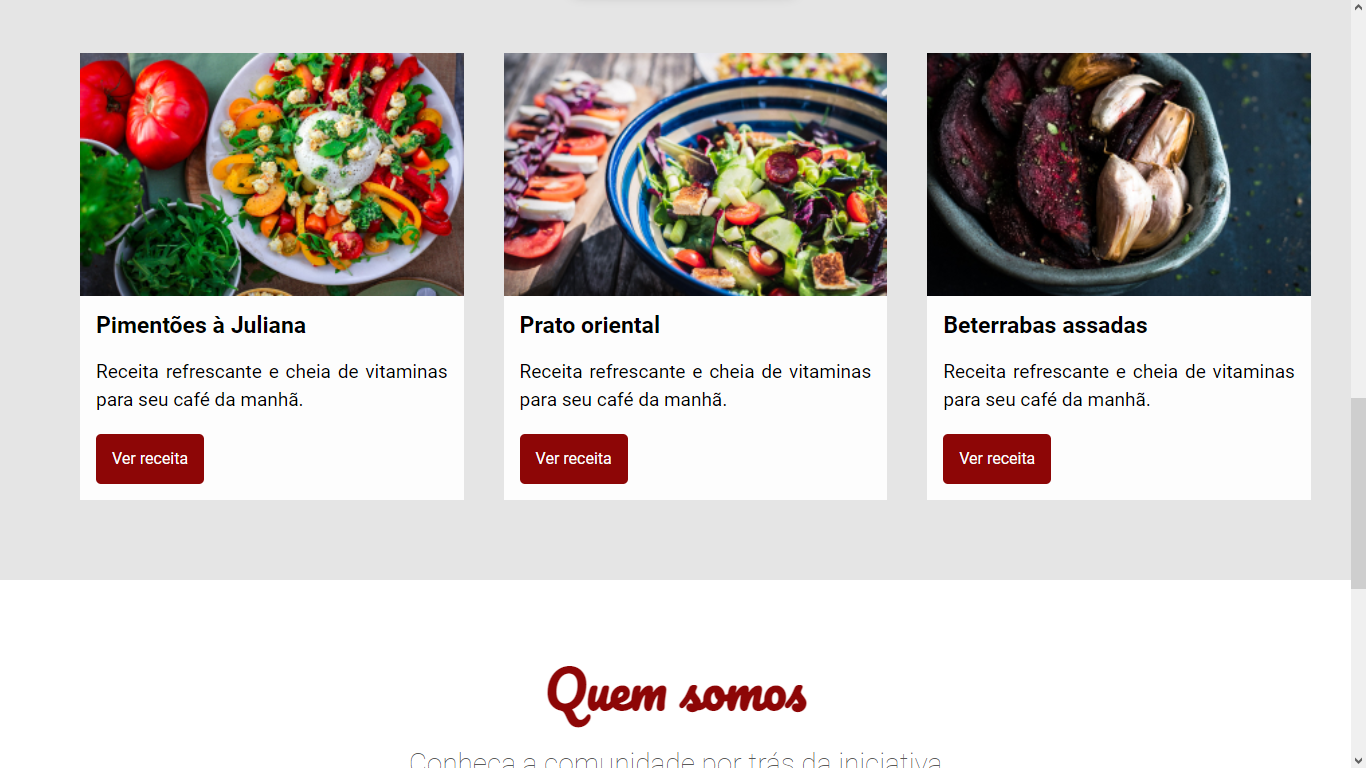 Pimentões à Juliana
Receita refrescante e cheia de vitaminas
para seu café da manhã.
Ver receita
Prato oriental
Receita refrescante e cheia de vitaminas
para seu café da manhã.
Ver receita
Beterrabas assadas
Receita refrescante e cheia de vitaminas
para seu café da manhã.
Ver receita
Quem somos
Conheça a comunidade por trás da iniciativa